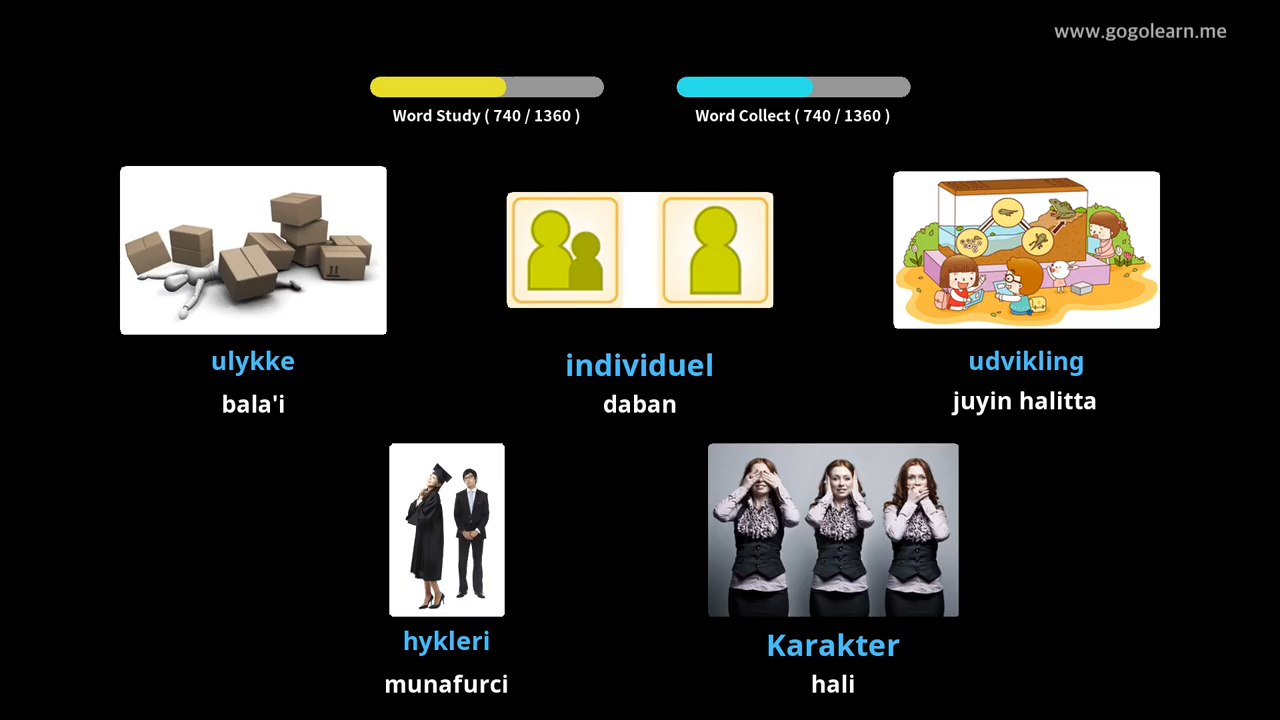 www.gogolearn.me
Word Study ( 740 / 1360 )
Word Collect ( 740 / 1360 )
ulykke
bala'i
individuel
daban
udvikling
juyin halitta
hykleri
munafurci
Karakter
hali